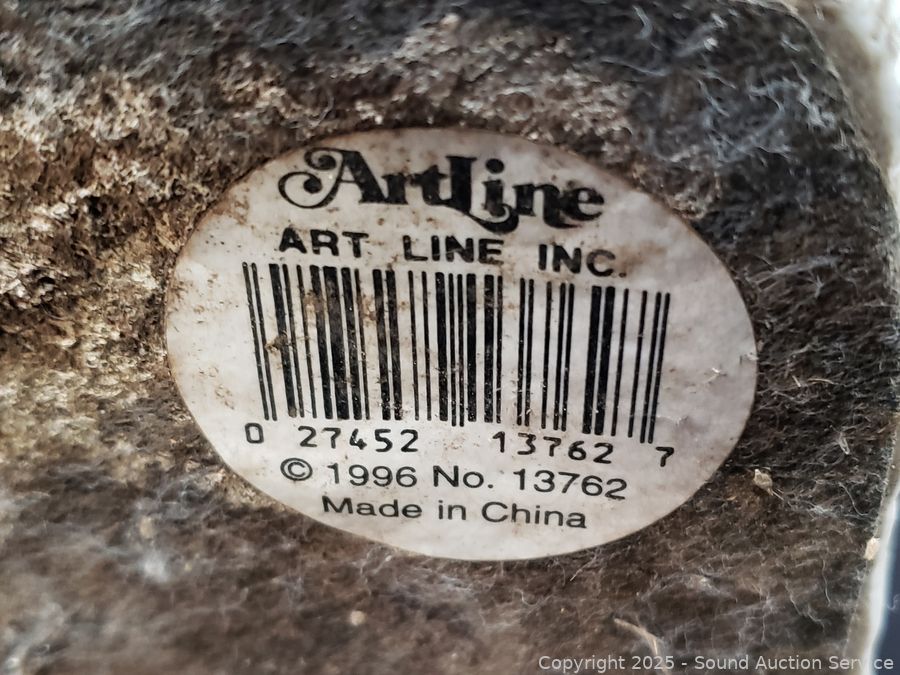 ArtLine
ART LINE INC.
0 27452 13762 7
© 1996 No. 13762
Made in China
Copyright © 2025 - Sound Auction Service